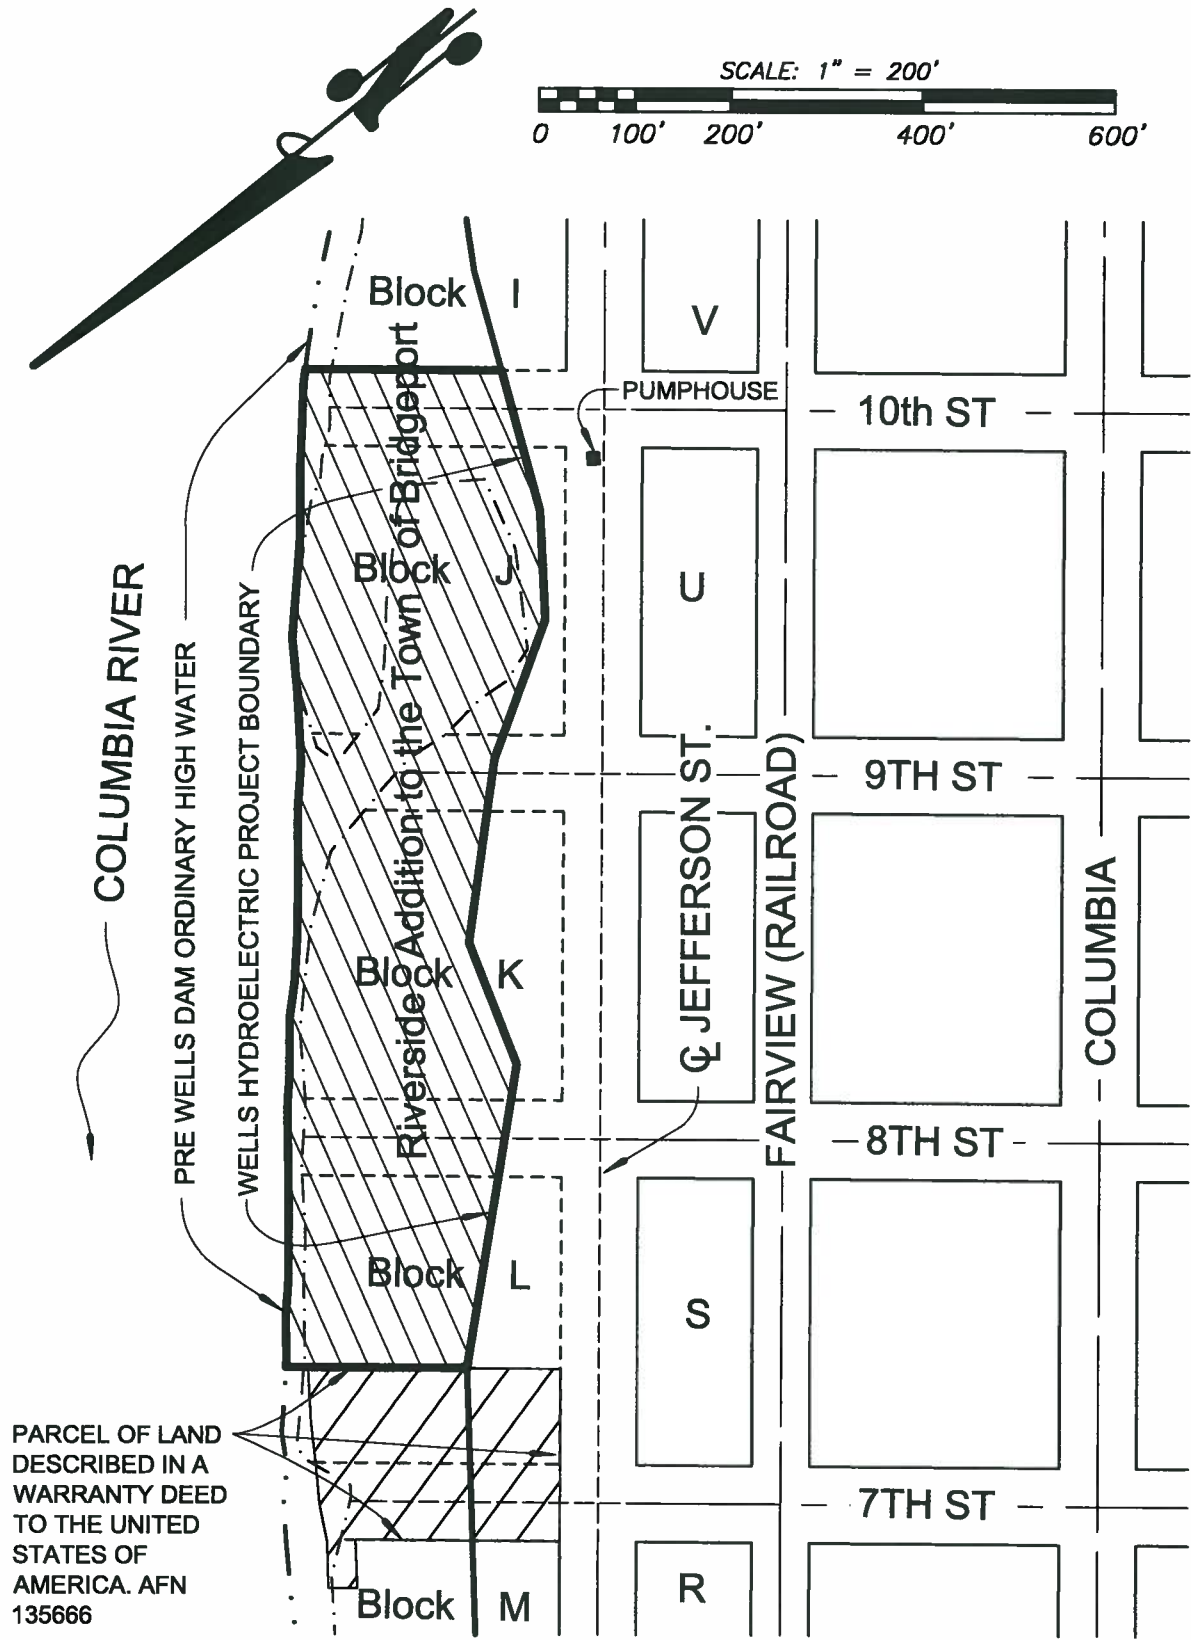 SCALE: 1" = 200'
0 100' 200' 400' 600'
Block I
V
PUMPHOUSE
10th ST
Riverside Addition to the Town of Bridgeport
Block J
U
COLUMBIA RIVER
PRE WELLS DAM ORDINARY HIGH WATER
WELLS HYDROELECTRIC PROJECT BOUNDARY
9TH ST
CL JEFFERSON ST.
FAIRVIEW (RAILROAD)
COLUMBIA
Block K
8TH ST
Block L
S
PARCEL OF LAND
DESCRIBED IN A
WARRANTY DEED
TO THE UNITED
STATES OF
AMERICA. AFN
135666
7TH ST
Block M
R